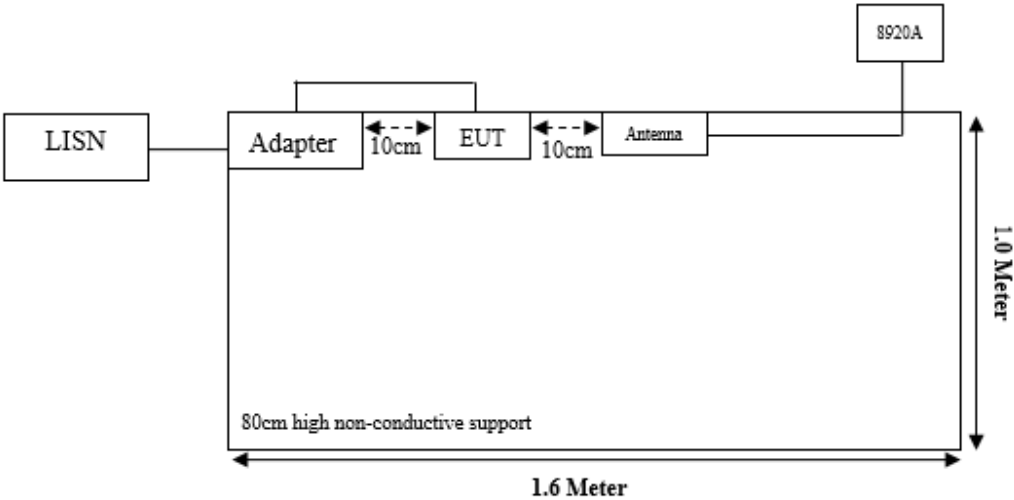 8920A
LISN
Adapter
10cm
EUT
10cm
Antenna
1.0 Meter
80cm high non-conductive support
1.6 Meter